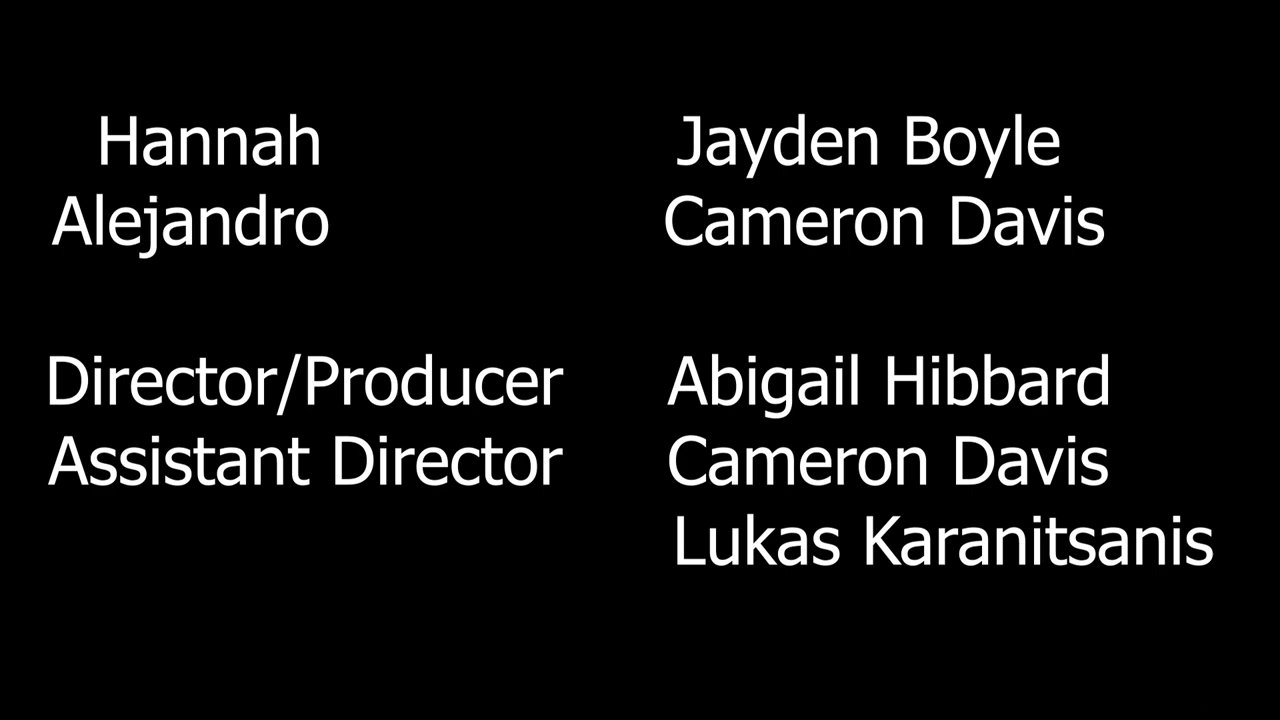 Hannah Jayden Boyle
Alejandro Cameron Davis
Director/Producer Abigail Hibbard
Assistant Director Cameron Davis
Lukas Karanitsanis